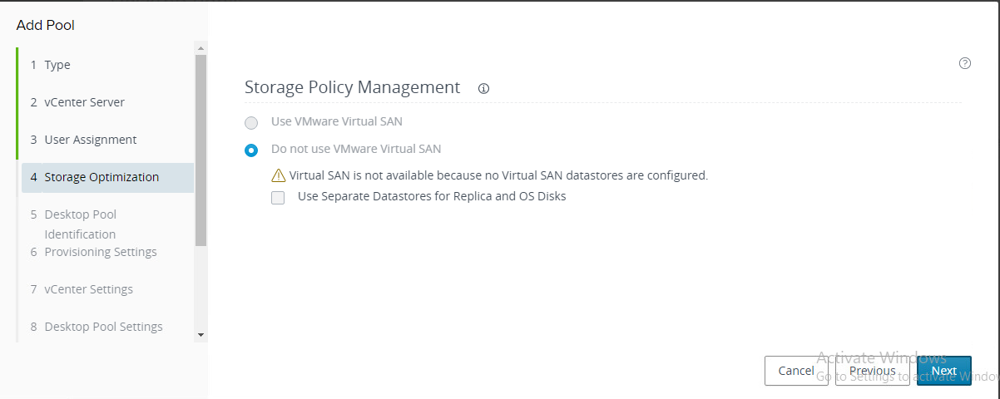 Add Pool
1 Type
2 vCenter Server
3 User Assignment
4 Storage Optimization
5 Desktop Pool
Identification
6 Provisioning Settings
7 vCenter Settings
8 Desktop Pool Settings
Storage Policy Management
Use VMware Virtual SAN
Do not use VMware Virtual SAN
Virtual SAN is not available because no Virtual SAN datastores are configured.
Use Separate Datastores for Replica and OS Disks
Activate Windows
Go to Settings to activate Window
Cancel
Previous
Next